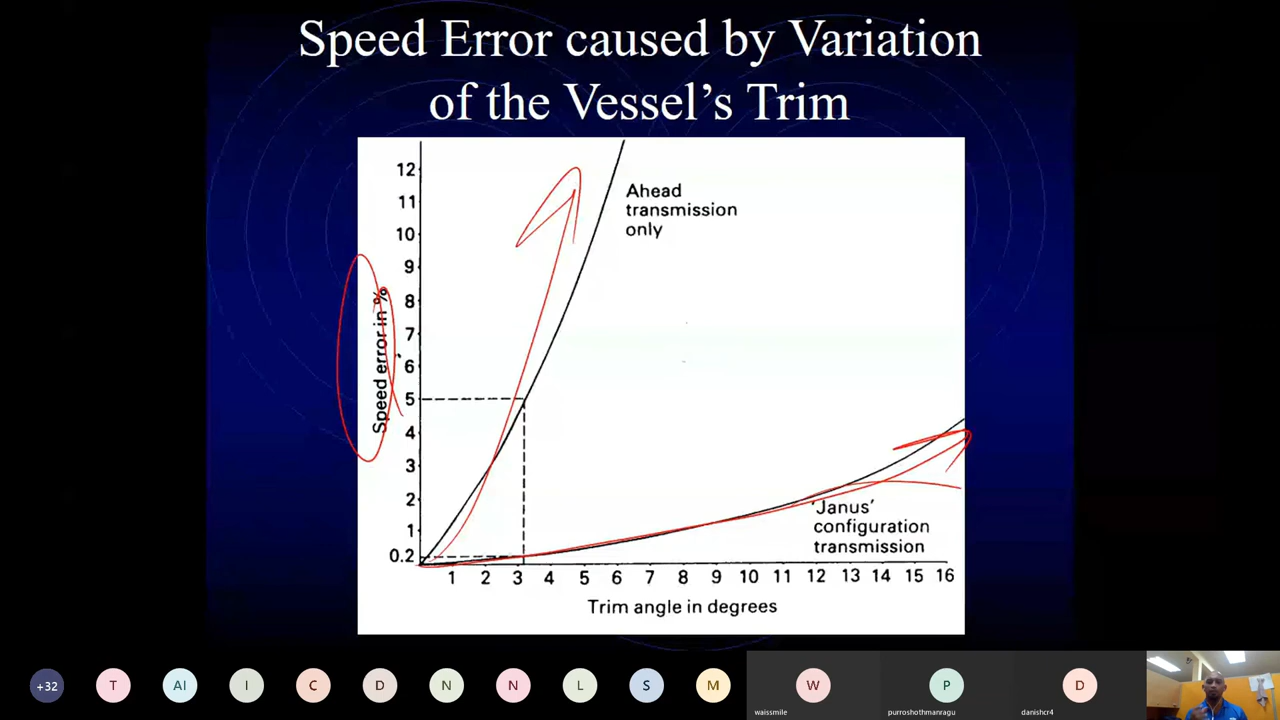 Speed Error caused by Variation
of the Vessel's Trim
12
11
10
9
8
7
6
5
4
3
2
1
0.2
Speed error in %
Ahead
transmission
only
'Janus'
configuration
transmission
1 2 3 4 5 6 7 8 9 10 11 12 13 14 15 16
Trim angle in degrees
+32 T AI I C D N N L S M W P D
waissmile purroshothmanragu danishcr4